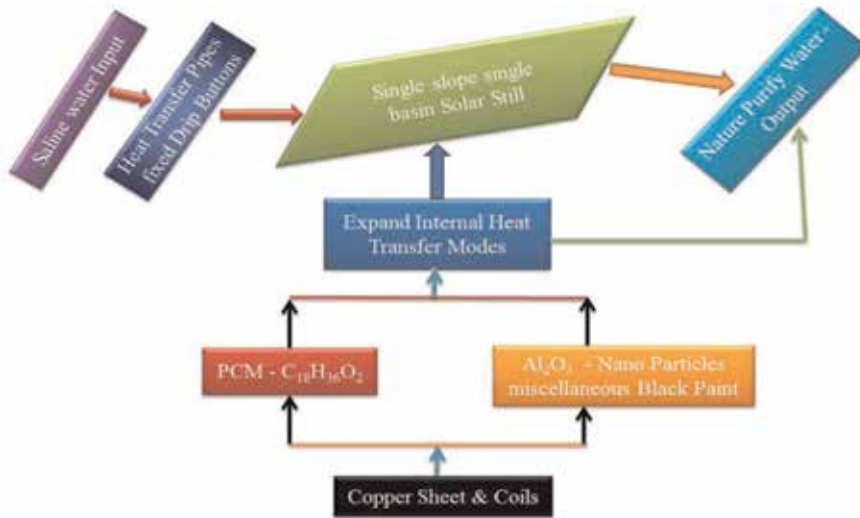 Saline water Input
Heat Transfer Pipes
fixed Drip Buttons
Single slope single
basin Solar Still
Nature Purify Water -
Output
Expand Internal Heat
Transfer Modes
PCM - C₁₈H₃₆O₂
Al₂O₃ - Nano Particles
miscellaneous Black Paint
Copper Sheet & Coils